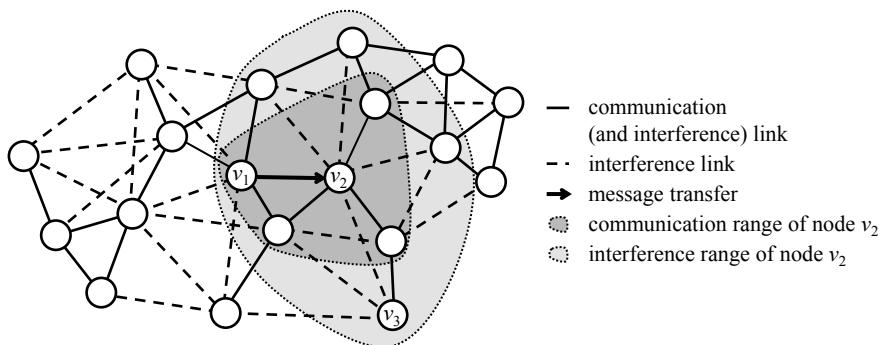 v1
v2
v3
communication
(and interference) link
interference link
message transfer
communication range of node v2
interference range of node v2